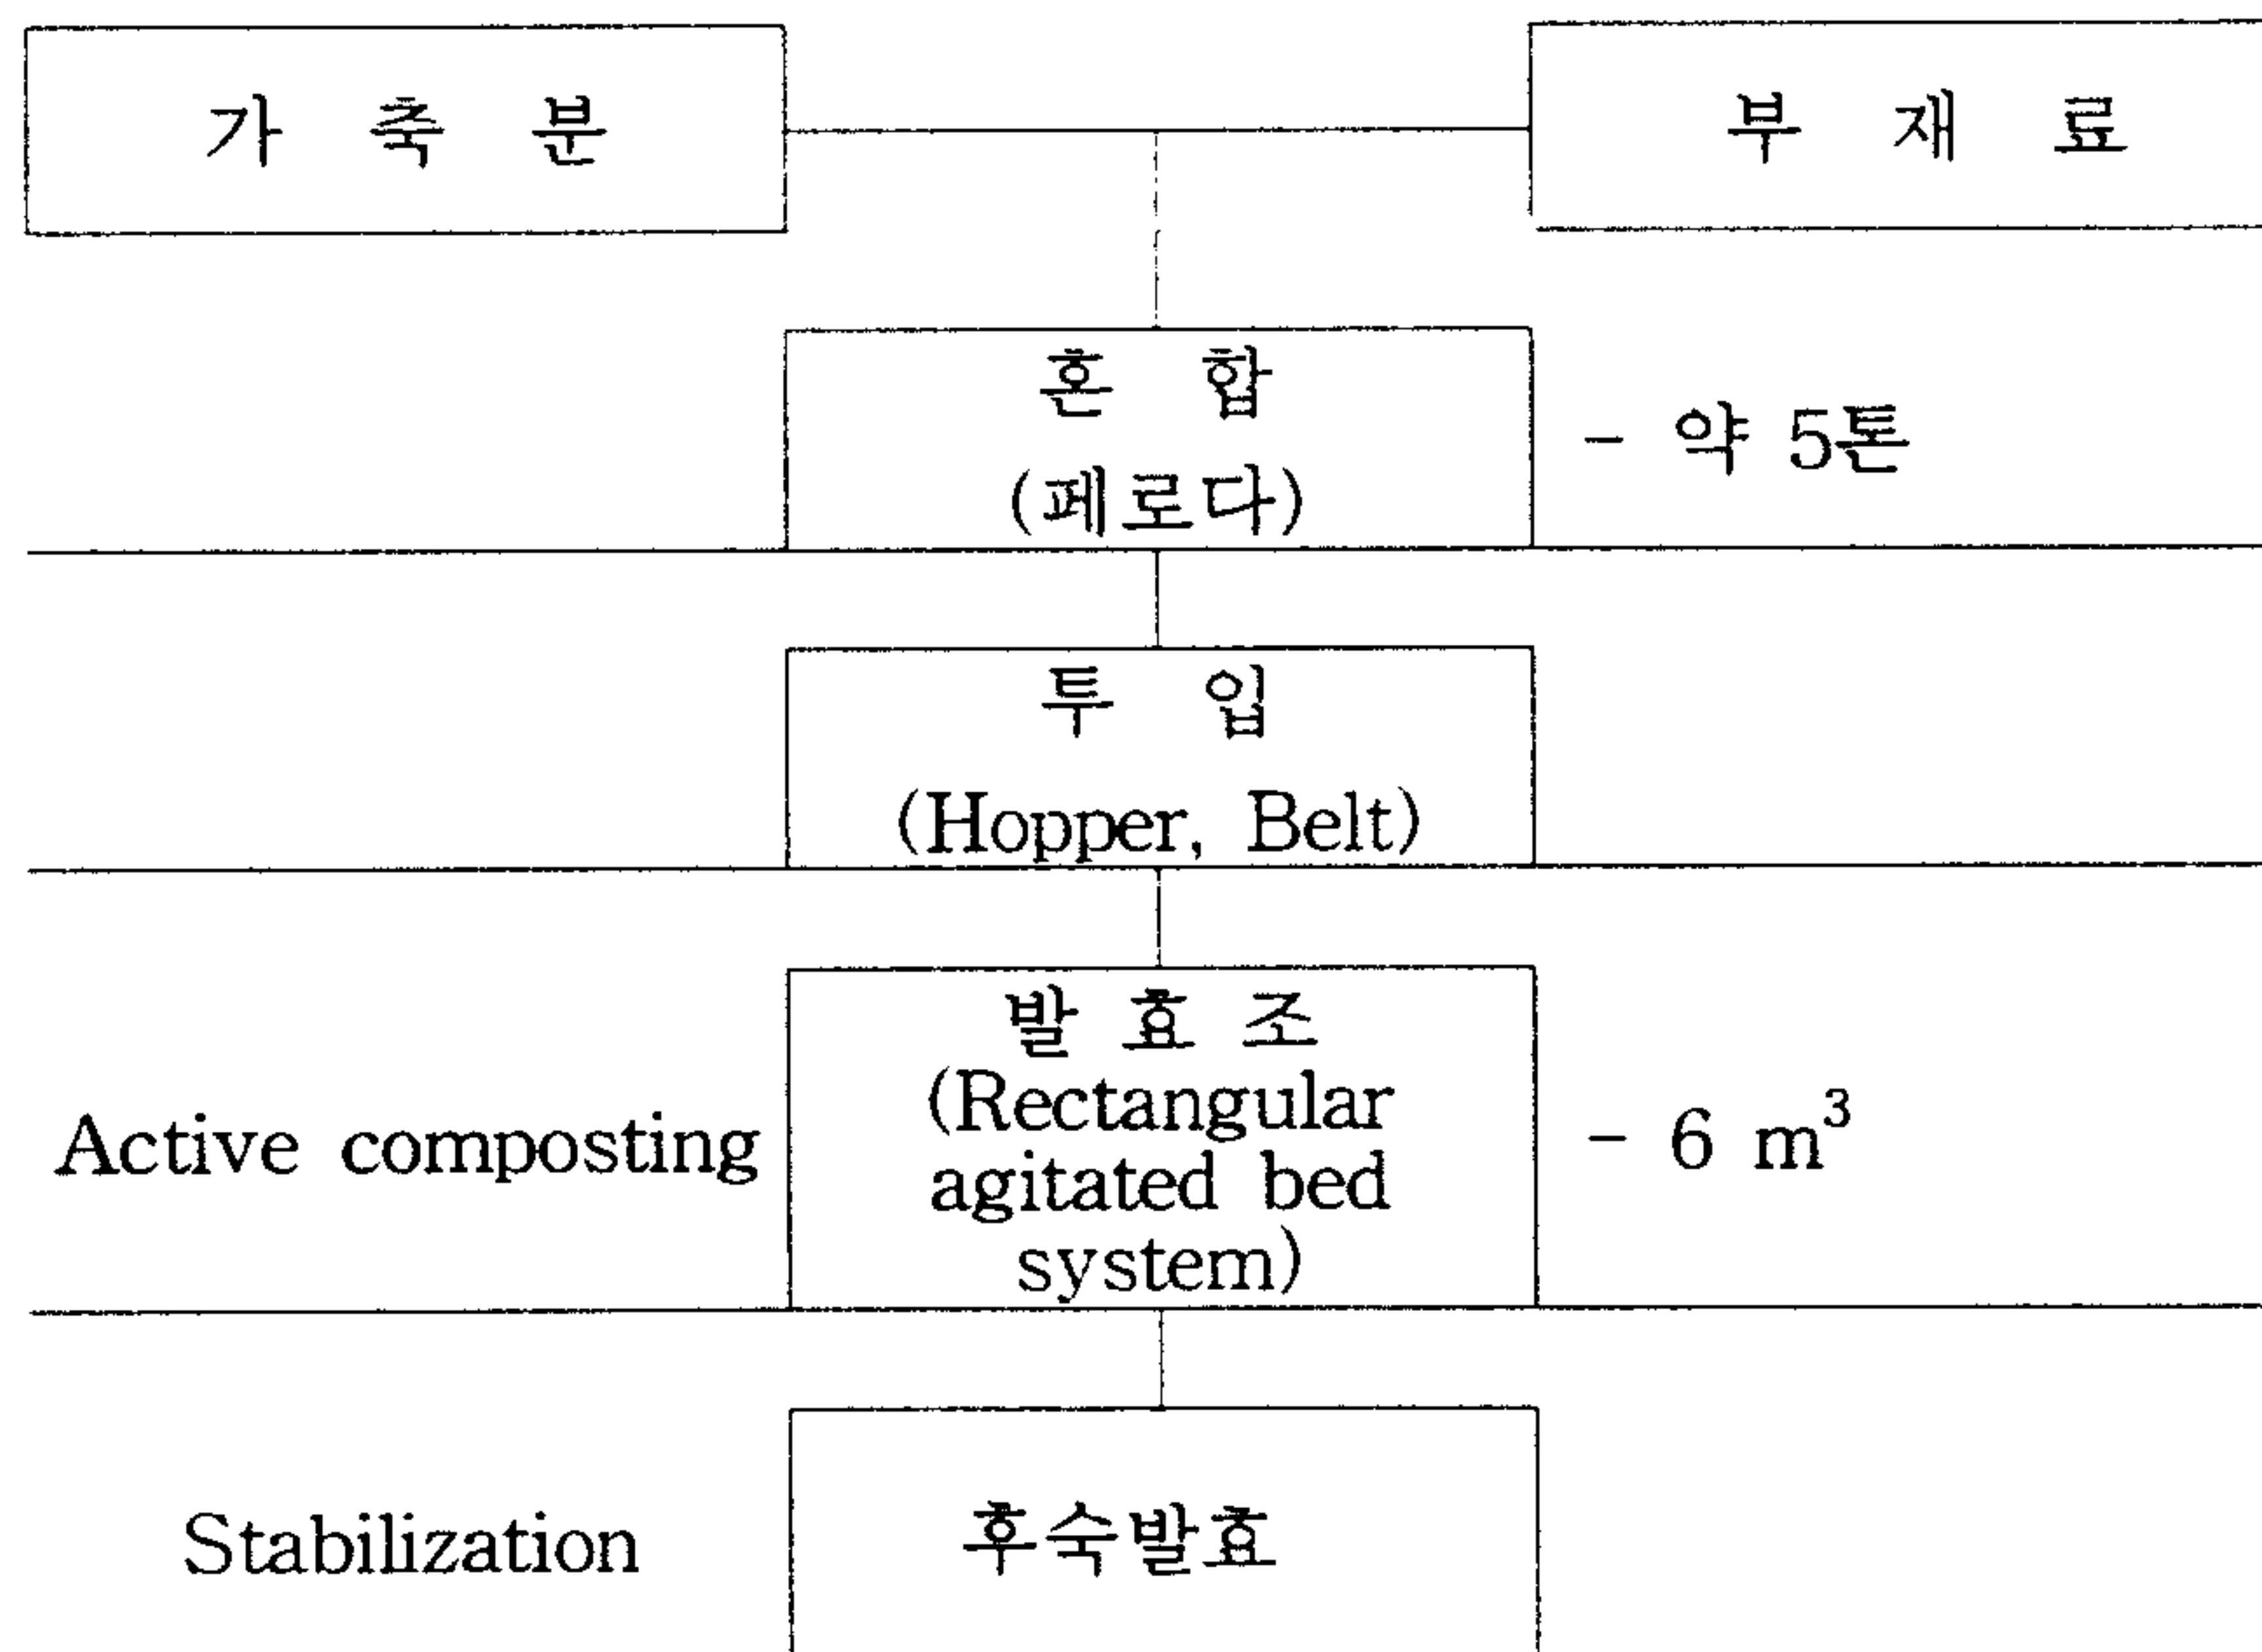 가 축 분
부 재 료
혼 합
(페로다)
- 약 5톤
투 입
(Hopper, Belt)
발 효 조
(Rectangular
agitated bed
system)
Active composting
- 6 m³
Stabilization
후숙발효